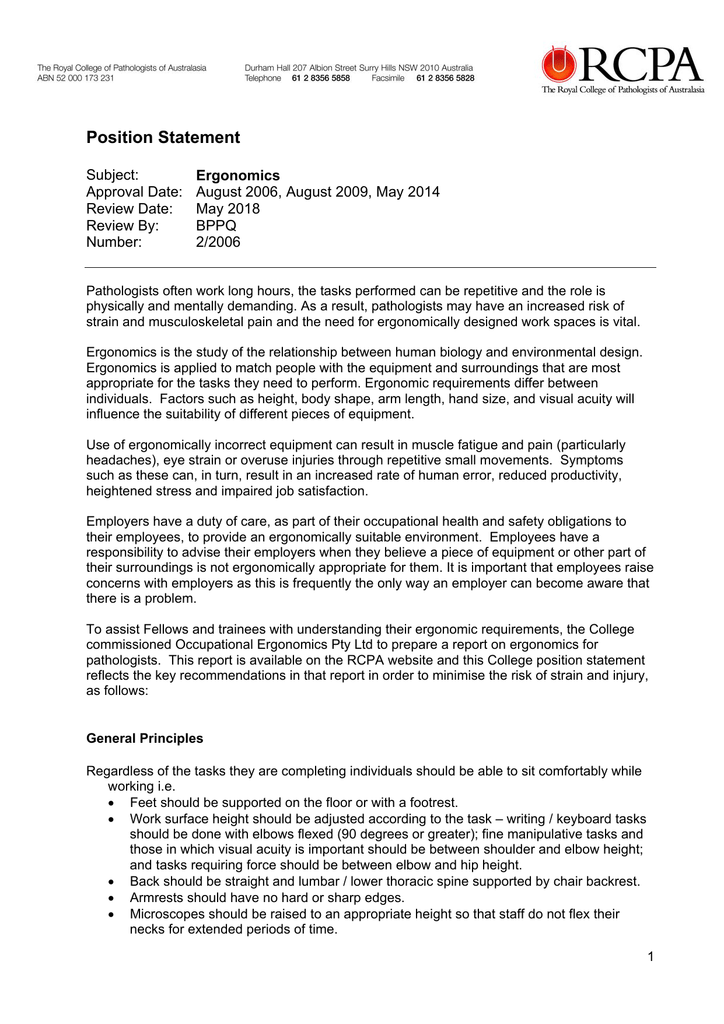 The Royal College of Pathologists of Australasia
ABN 52 000 173 231
Durham Hall 207 Albion Street Surry Hills NSW 2010 Australia
Telephone 61 2 8356 5858 Facsimile 61 2 8356 5828
RCPA
The Royal College of Pathologists of Australasia
Position Statement
Subject: Ergonomics
Approval Date: August 2006, August 2009, May 2014
Review Date: May 2018
Review By: BPPQ
Number: 2/2006
Pathologists often work long hours, the tasks performed can be repetitive and the role is
physically and mentally demanding. As a result, pathologists may have an increased risk of
strain and musculoskeletal pain and the need for ergonomically designed work spaces is vital.
Ergonomics is the study of the relationship between human biology and environmental design.
Ergonomics is applied to match people with the equipment and surroundings that are most
appropriate for the tasks they need to perform. Ergonomic requirements differ between
individuals. Factors such as height, body shape, arm length, hand size, and visual acuity will
influence the suitability of different pieces of equipment.
Use of ergonomically incorrect equipment can result in muscle fatigue and pain (particularly
headaches), eye strain or overuse injuries through repetitive small movements. Symptoms
such as these can, in turn, result in an increased rate of human error, reduced productivity,
heightened stress and impaired job satisfaction.
Employers have a duty of care, as part of their occupational health and safety obligations to
their employees, to provide an ergonomically suitable environment. Employees have a
responsibility to advise their employers when they believe a piece of equipment or other part of
their surroundings is not ergonomically appropriate for them. It is important that employees raise
concerns with employers as this is frequently the only way an employer can become aware that
there is a problem.
To assist Fellows and trainees with understanding their ergonomic requirements, the College
commissioned Occupational Ergonomics Pty Ltd to prepare a report on ergonomics for
pathologists. This report is available on the RCPA website and this College position statement
reflects the key recommendations in that report in order to minimise the risk of strain and injury,
as follows:
General Principles
Regardless of the tasks they are completing individuals should be able to sit comfortably while
working i.e.
• Feet should be supported on the floor or with a footrest.
• Work surface height should be adjusted according to the task – writing / keyboard tasks
should be done with elbows flexed (90 degrees or greater); fine manipulative tasks and
those in which visual acuity is important should be between shoulder and elbow height;
and tasks requiring force should be between elbow and hip height.
• Back should be straight and lumbar / lower thoracic spine supported by chair backrest.
• Armrests should have no hard or sharp edges.
• Microscopes should be raised to an appropriate height so that staff do not flex their
necks for extended periods of time.
1